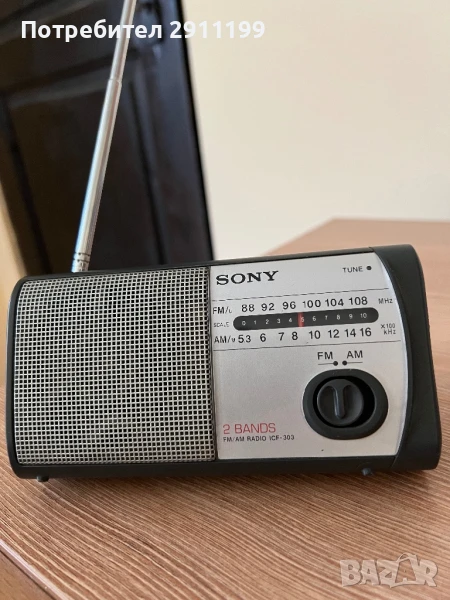 Потребител 2911199
SONY
TUNE
FM/L 88 92 96 100 104 108 MHz
SCALE 0 1 2 3 4 5 6 7 8 9 10
AM/M 53 6 7 8 10 12 14 16 X100 kHz
FM AM
2 BANDS
FM/AM RADIO ICF-303
BAZAR